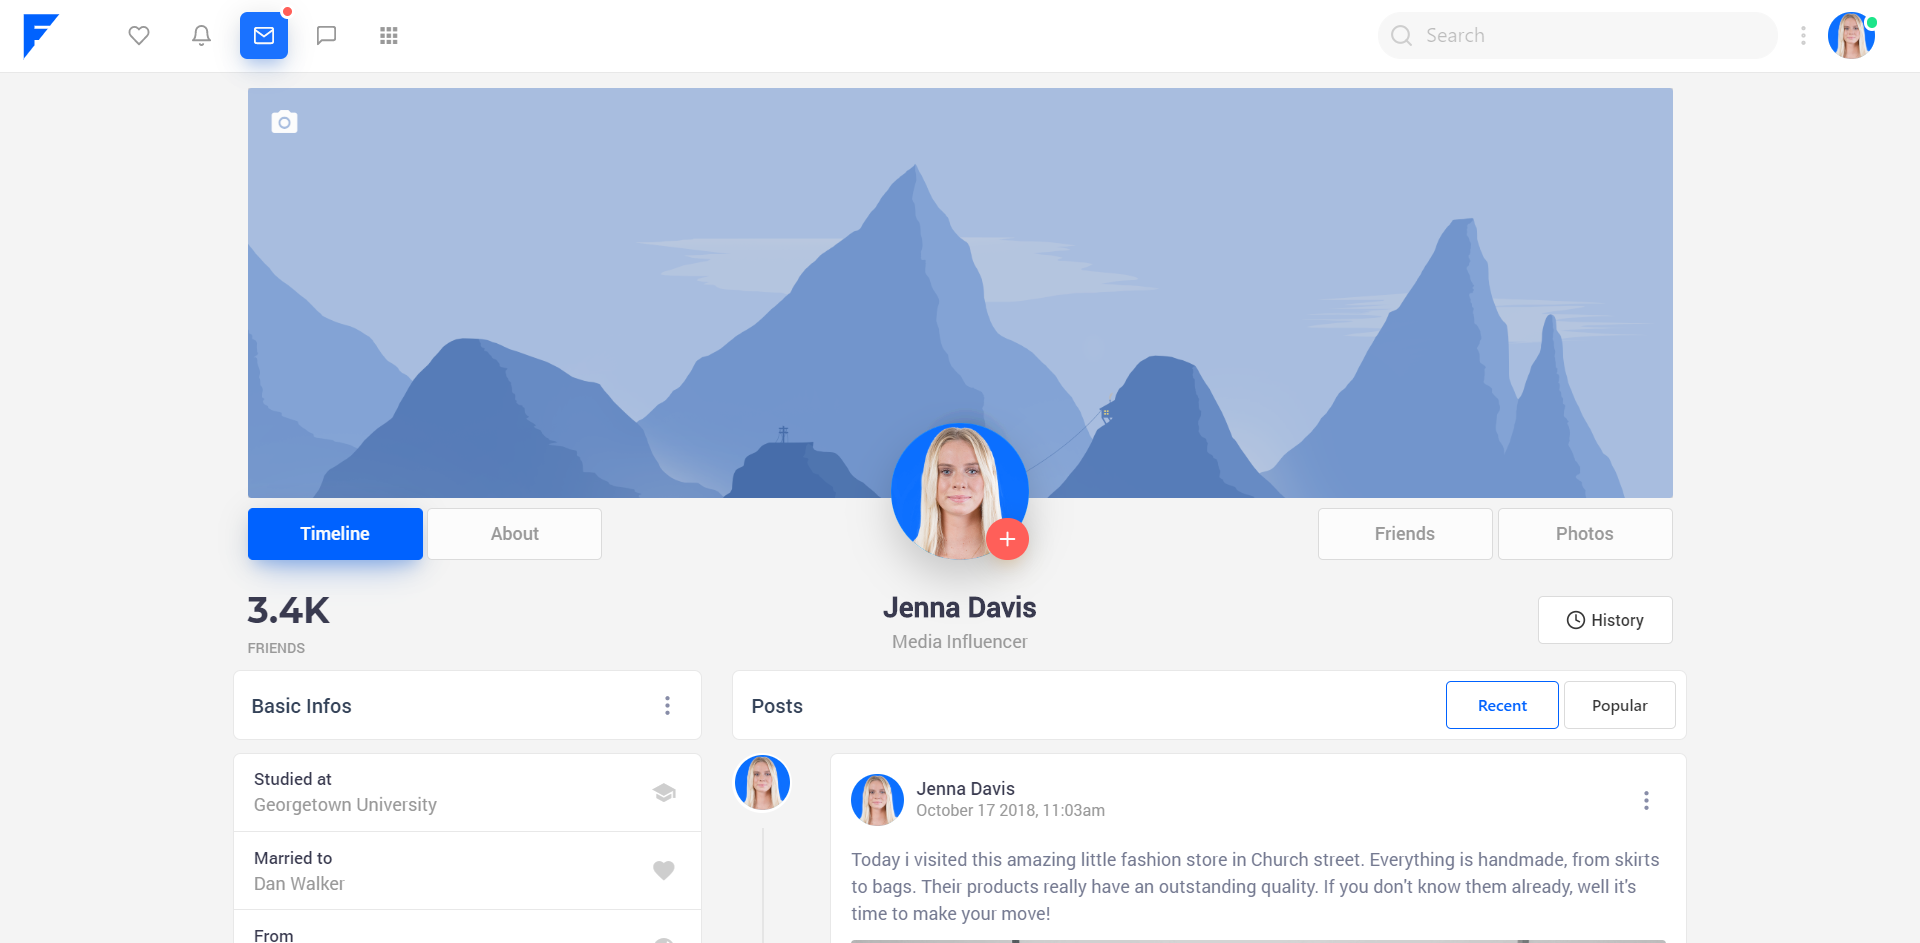 Search
Timeline
About
Friends
Photos
3.4K
FRIENDS
Jenna Davis
Media Influencer
History
Basic Infos
Posts
Recent
Popular
Studied at
Georgetown University
Married to
Dan Walker
From
Jenna Davis
October 17 2018, 11:03am
Today i visited this amazing little fashion store in Church street. Everything is handmade, from skirts
to bags. Their products really have an outstanding quality. If you don't know them already, well it's
time to make your move!